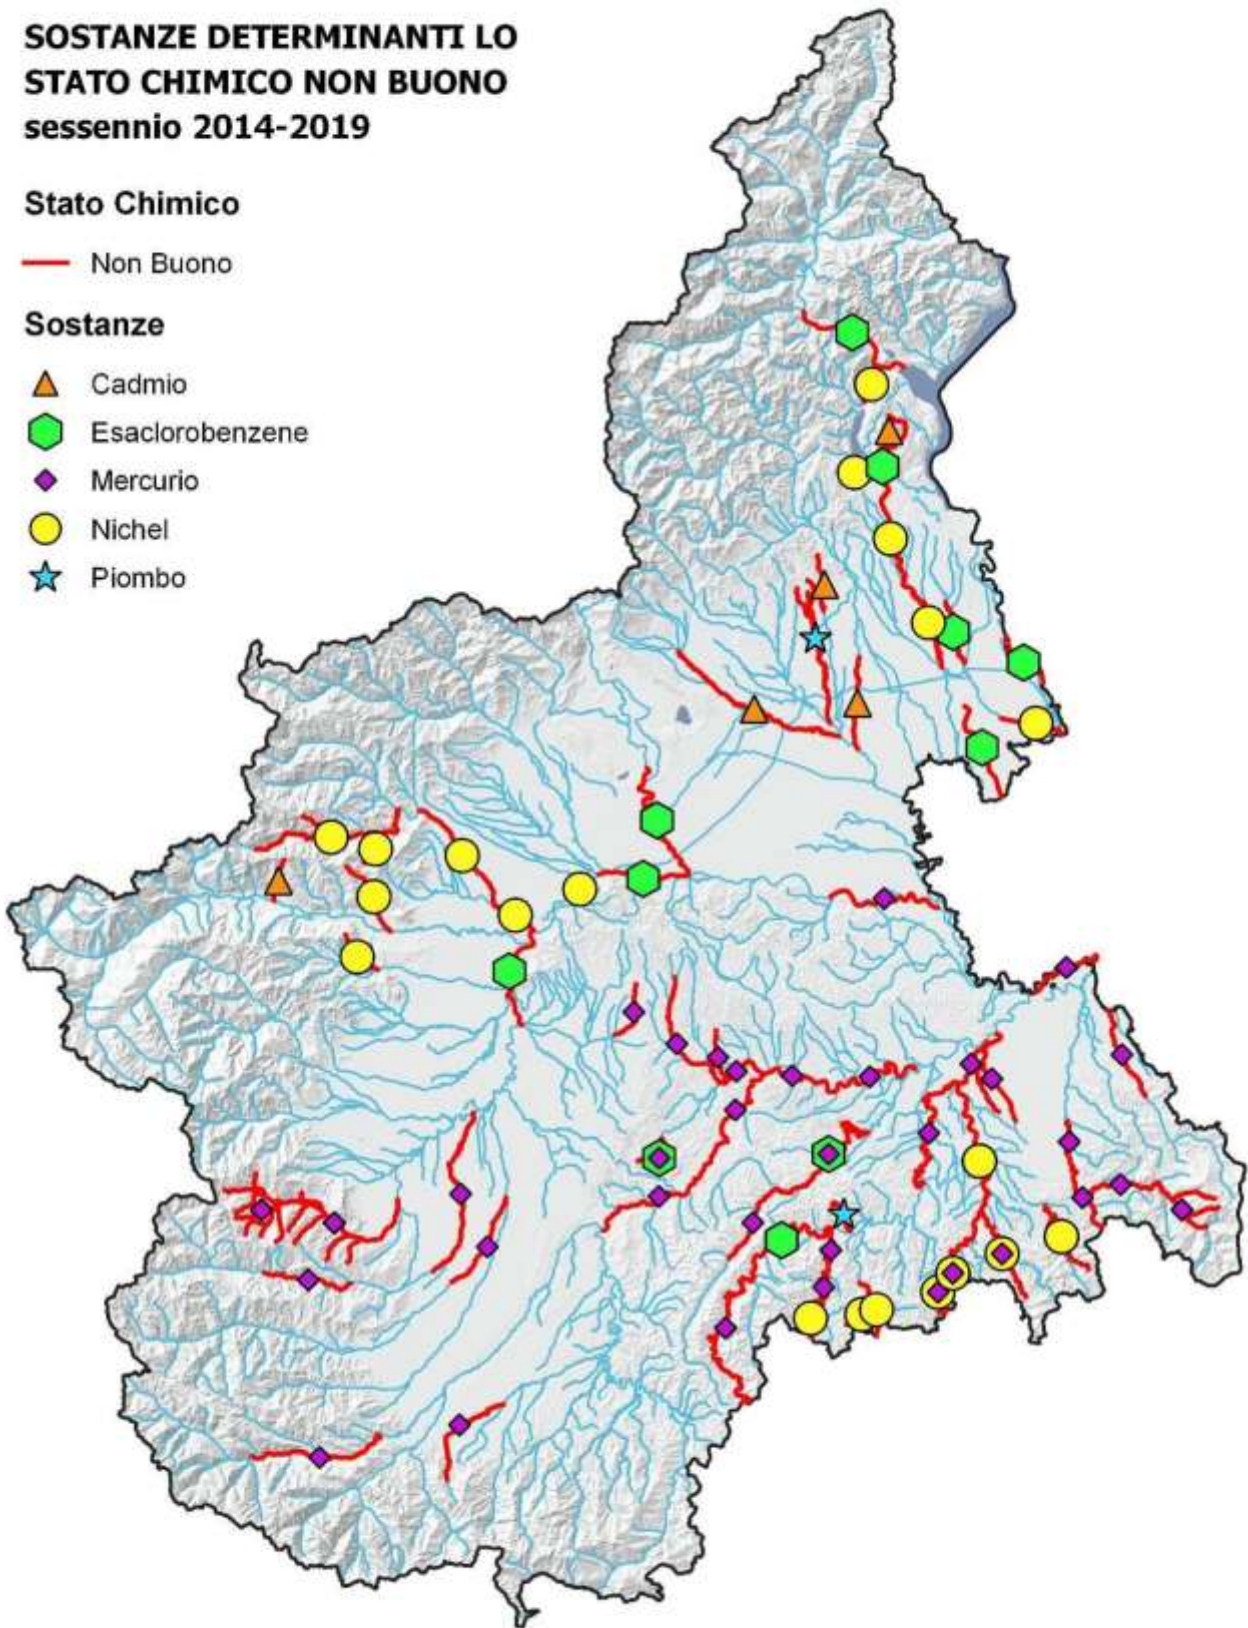 SOSTANZE DETERMINANTI LO
STATO CHIMICO NON BUONO
sessennio 2014-2019
Stato Chimico
Non Buono
Sostanze
Cadmio
Esaclorobenzene
Mercurio
Nichel
Piombo